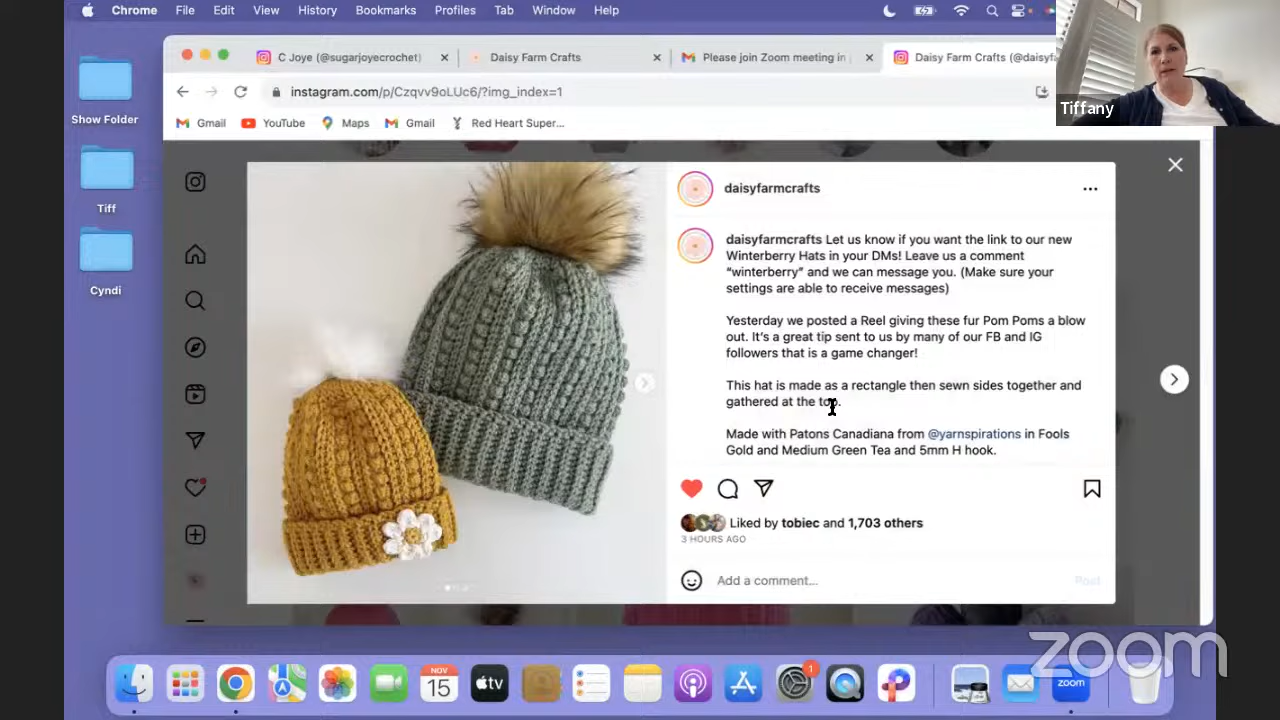 Chrome File Edit View History Bookmarks Profiles Tab Window Help
Tiffany
C Joye (@sugarjoyecrochet)
Daisy Farm Crafts
Please join Zoom meeting in
Daisy Farm Crafts (@daisyfa
instagram.com/p/Czqvv9oLUc6/?img_index=1
Gmail YouTube Maps Gmail Red Heart Super...
Show Folder
Tiff
Cyndi
daisyfarmcrafts
daisyfarmcrafts Let us know if you want the link to our new
Winterberry Hats in your DMs! Leave us a comment
“winterberry” and we can message you. (Make sure your
settings are able to receive messages)
Yesterday we posted a Reel giving these fur Pom Poms a blow
out. It’s a great tip sent to us by many of our FB and IG
followers that is a game changer!
This hat is made as a rectangle then sewn sides together and
gathered at the top.
Made with Patons Canadiana from @yarnspirations in Fools
Gold and Medium Green Tea and 5mm H hook.
Liked by tobiec and 1,703 others
3 HOURS AGO
Add a comment...
Post
NOV
15
tv
1
zoom
zoom